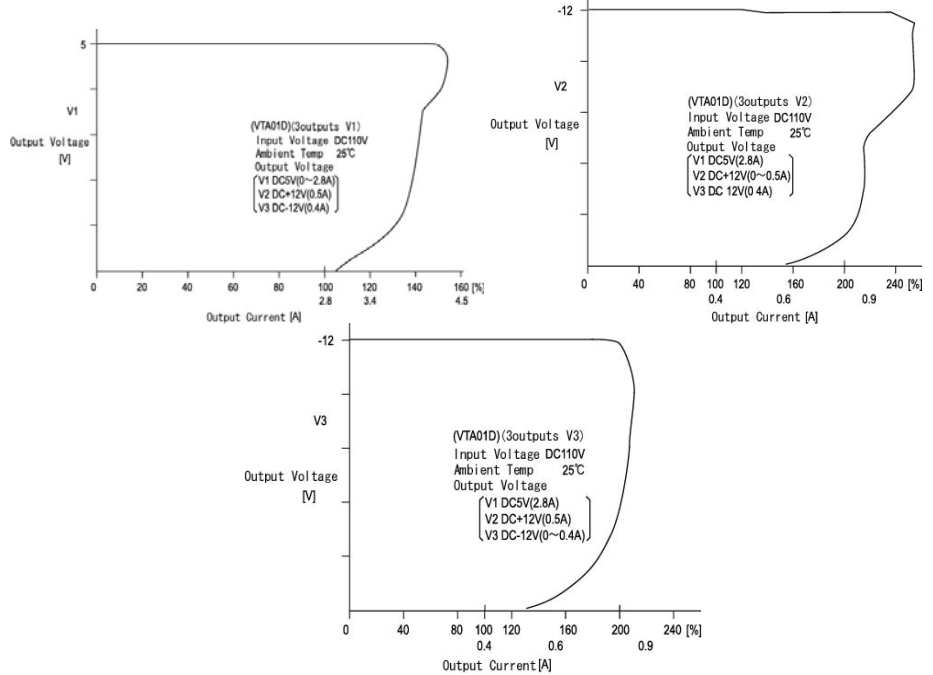 5
V1
Output Voltage
[V]
(VTA01D)(3outputs V1)
Input Voltage DC110V
Ambient Temp 25℃
Output Voltage
V1 DC5V(0～2.8A)
V2 DC+12V(0.5A)
V3 DC-12V(0.4A)
0 20 40 60 80 100 120 140 160 [%]
2.8 3.4 4.5
Output Current [A]
-12
V2
Output Voltage
[V]
(VTA01D)(3outputs V2)
Input Voltage DC110V
Ambient Temp 25℃
Output Voltage
V1 DC5V(2.8A)
V2 DC+12V(0～0.5A)
V3 DC 12V(0 4A)
0 40 80 100 120 160 200 240 [%]
0.4 0.6 0.9
Output Current [A]
-12
V3
Output Voltage
[V]
(VTA01D)(3outputs V3)
Input Voltage DC110V
Ambient Temp 25℃
Output Voltage
V1 DC5V(2.8A)
V2 DC+12V(0.5A)
V3 DC-12V(0～0.4A)
0 40 80 100 120 160 200 240 [%]
0.4 0.6 0.9
Output Current [A]